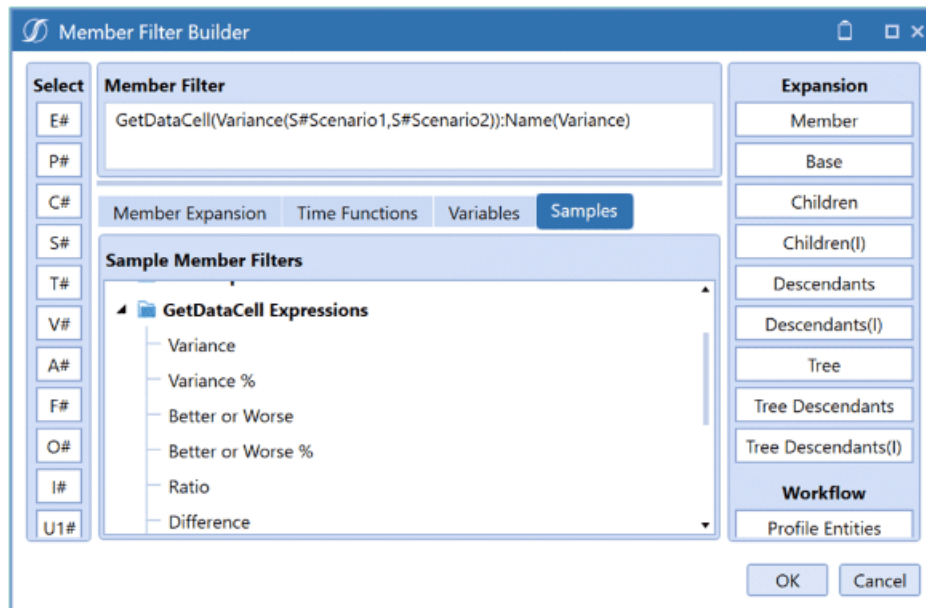 Member Filter Builder
Select
E#
P#
C#
S#
T#
V#
A#
F#
O#
I#
U1#
Member Filter
GetDataCell(Variance(S#Scenario1,S#Scenario2)):Name(Variance)
Member Expansion Time Functions Variables Samples
Sample Member Filters
GetDataCell Expressions
Variance
Variance %
Better or Worse
Better or Worse %
Ratio
Difference
Expansion
Member
Base
Children
Children(I)
Descendants
Descendants(I)
Tree
Tree Descendants
Tree Descendants(I)
Workflow
Profile Entities
OK Cancel